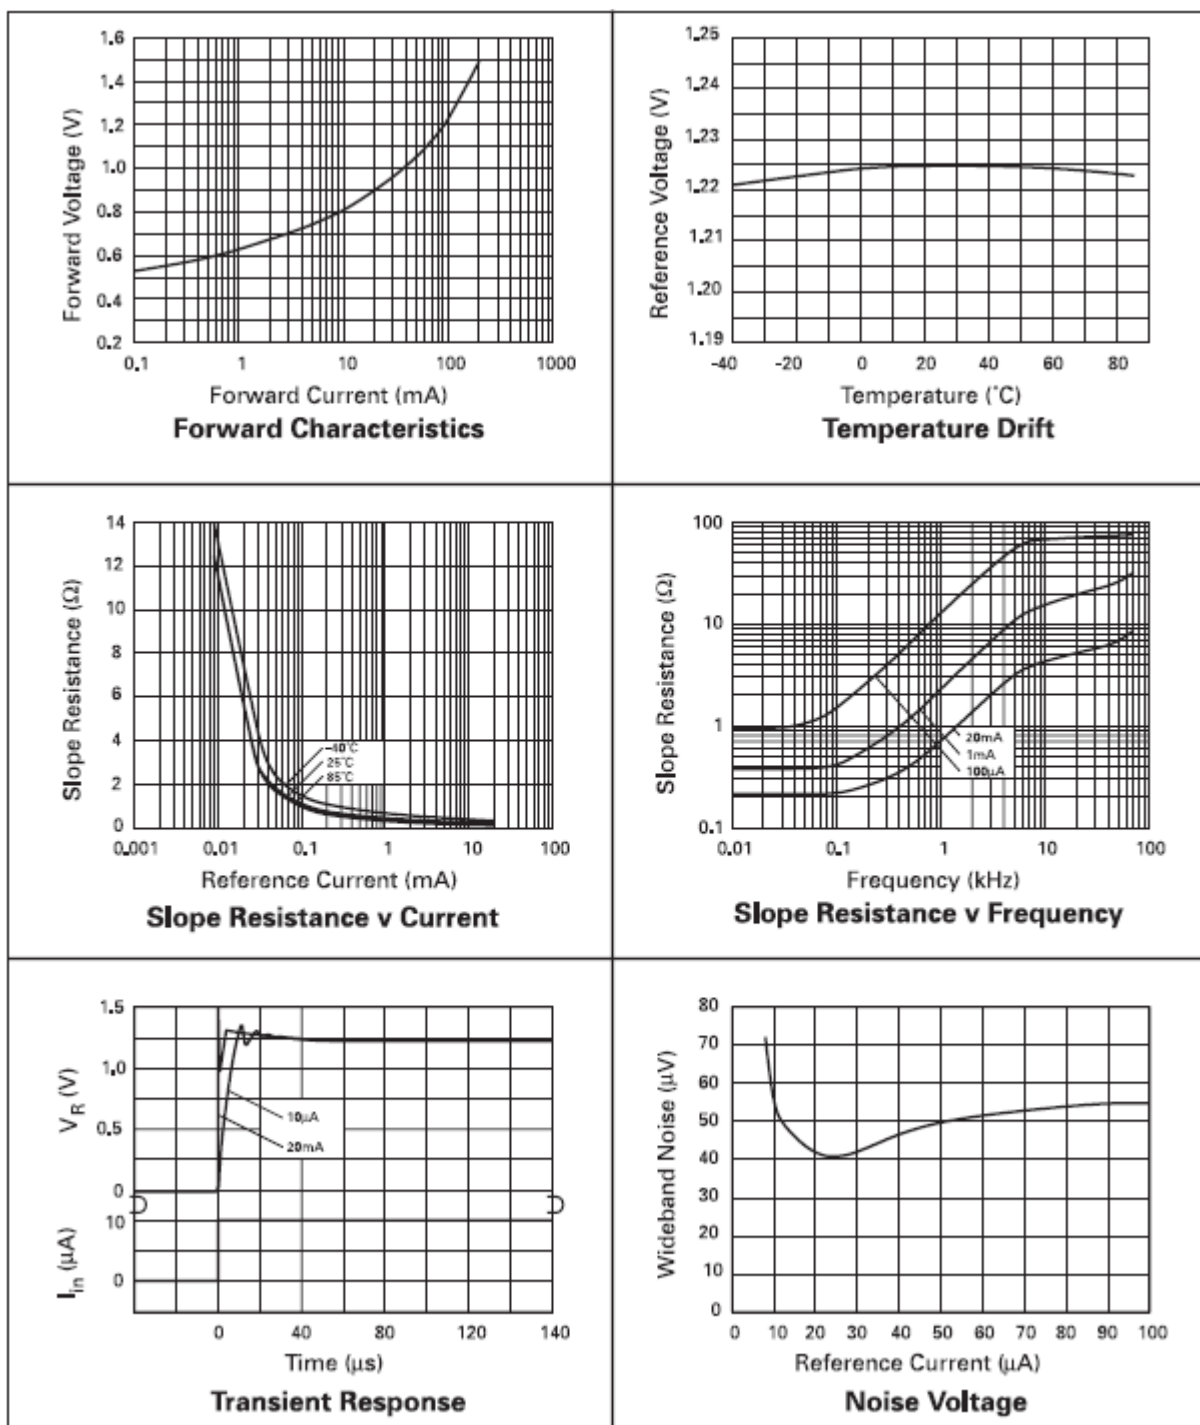 1.6
1.4
1.2
1.0
0.8
0.6
0.4
0.2
Forward Voltage (V)
0.1 1 10 100 1000
Forward Current (mA)
Forward Characteristics
1.25
1.24
1.23
1.22
1.21
1.20
1.19
Reference Voltage (V)
-40 -20 0 20 40 60 80
Temperature (˚C)
Temperature Drift
14
12
10
8
6
4
2
0
Slope Resistance (Ω)
-40˚C
25˚C
85˚C
0.001 0.01 0.1 1 10 100
Reference Current (mA)
Slope Resistance v Current
100
10
1
0.1
Slope Resistance (Ω)
20mA
1mA
100µA
0.01 0.1 1 10 100
Frequency (kHz)
Slope Resistance v Frequency
1.5
1.0
0.5
0
V_R (V)
10µA
20mA
10
0
I_in (µA)
0 40 80 120 140
Time (µs)
Transient Response
80
70
60
50
40
30
20
10
0
Wideband Noise (µV)
0 10 20 30 40 50 60 70 80 90 100
Reference Current (µA)
Noise Voltage